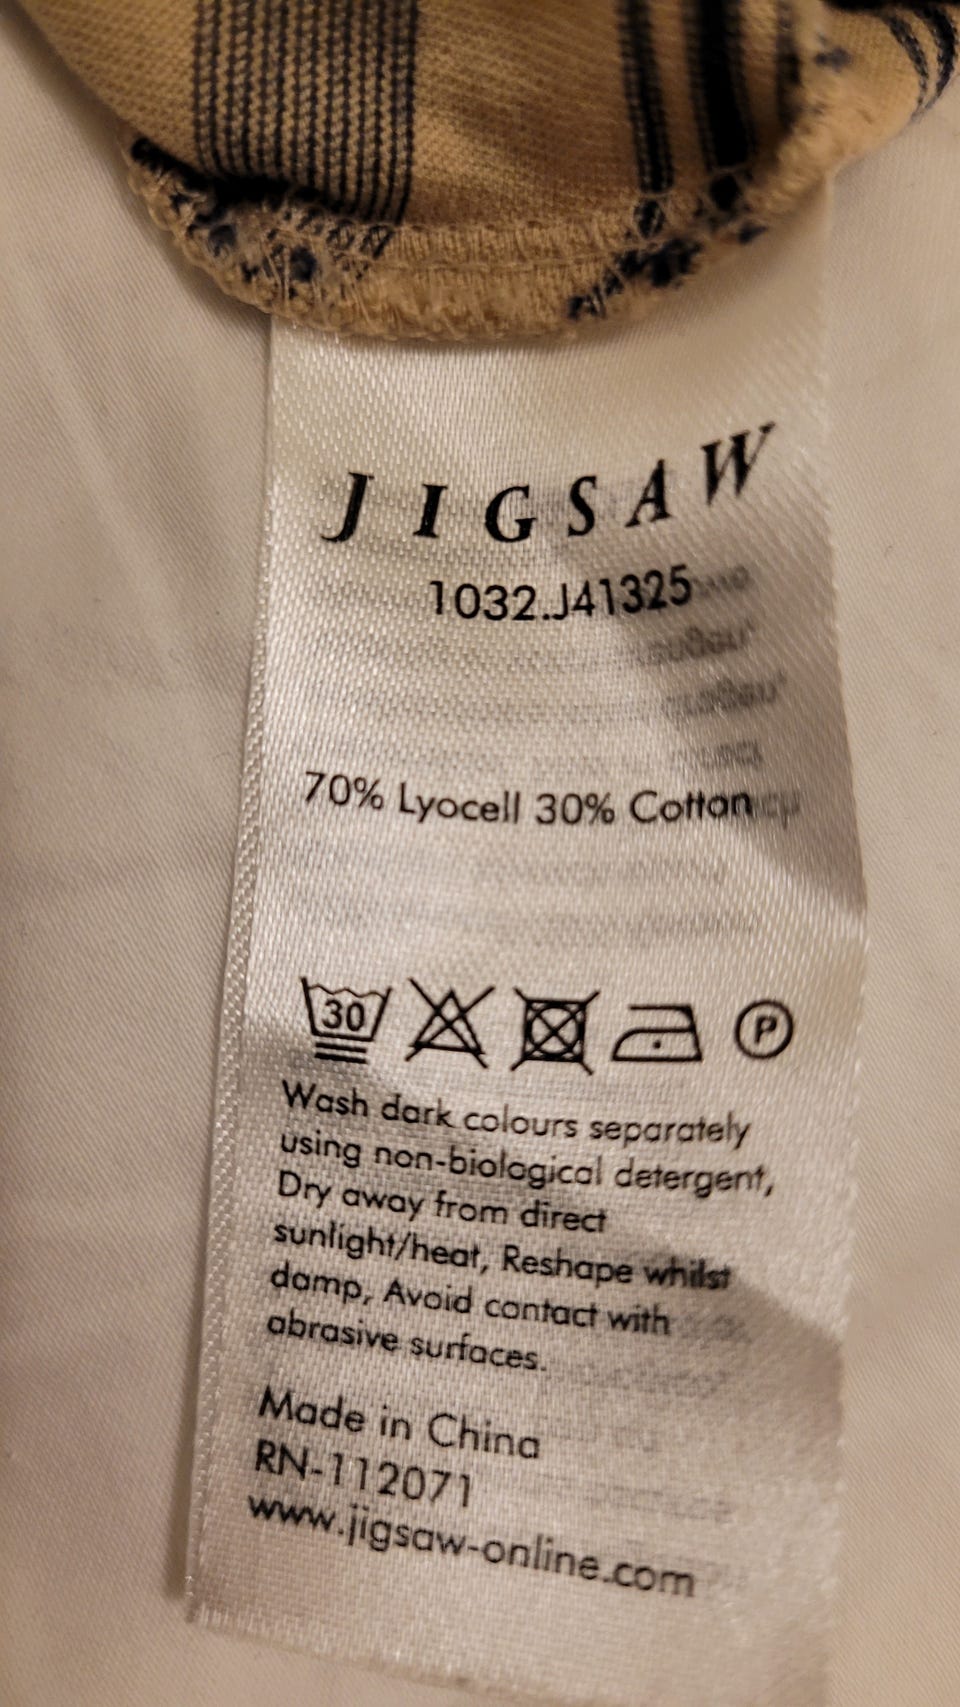 JIGSAW
1032.J41325
70% Lyocell 30% Cotton
30 P
Wash dark colours separately
using non-biological detergent,
Dry away from direct
sunlight/heat, Reshape whilst
damp, Avoid contact with
abrasive surfaces.
Made in China
RN-112071
www.jigsaw-online.com